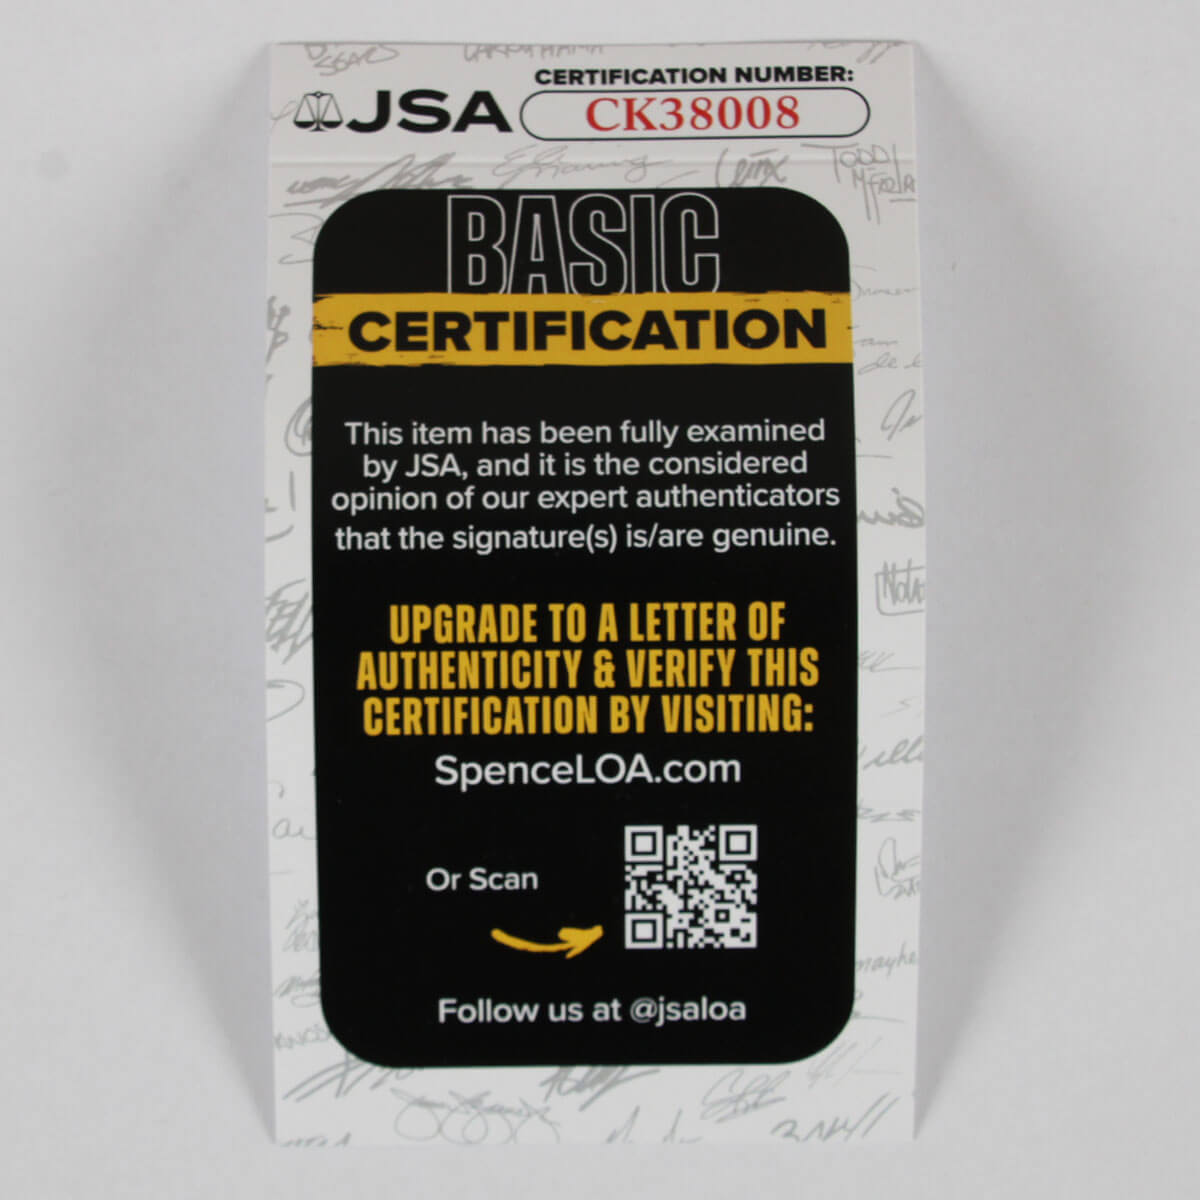 CERTIFICATION NUMBER:
JSA
CK38008
BASIC
CERTIFICATION
This item has been fully examined
by JSA, and it is the considered
opinion of our expert authenticators
that the signature(s) is/are genuine.
UPGRADE TO A LETTER OF
AUTHENTICITY & VERIFY THIS
CERTIFICATION BY VISITING:
SpenceLOA.com
Or Scan
Follow us at @jsaloa